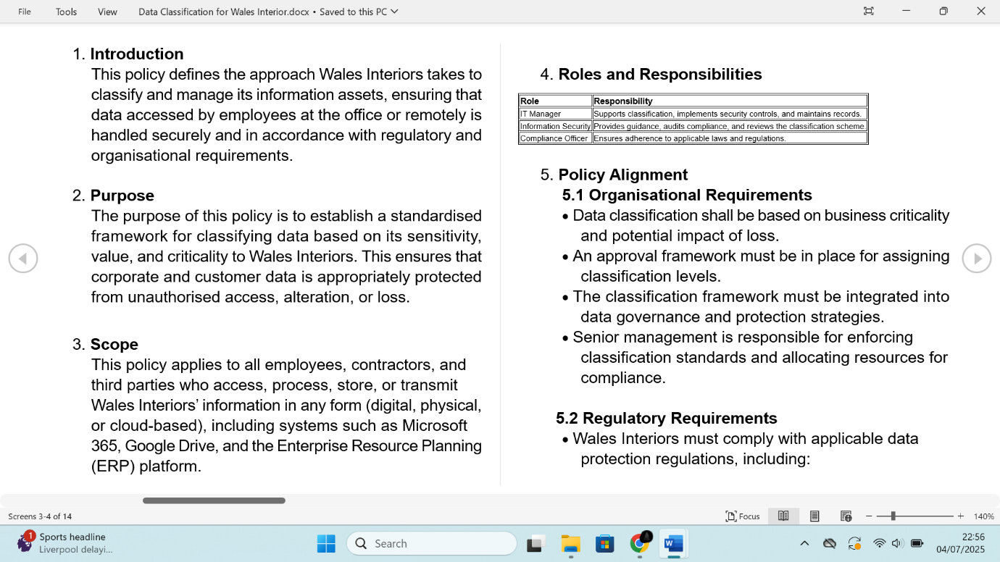 File Tools View Data Classification for Wales Interior.docx • Saved to this PC
1. Introduction
This policy defines the approach Wales Interiors takes to
classify and manage its information assets, ensuring that
data accessed by employees at the office or remotely is
handled securely and in accordance with regulatory and
organisational requirements.
2. Purpose
The purpose of this policy is to establish a standardised
framework for classifying data based on its sensitivity,
value, and criticality to Wales Interiors. This ensures that
corporate and customer data is appropriately protected
from unauthorised access, alteration, or loss.
3. Scope
This policy applies to all employees, contractors, and
third parties who access, process, store, or transmit
Wales Interiors’ information in any form (digital, physical,
or cloud-based), including systems such as Microsoft
365, Google Drive, and the Enterprise Resource Planning
(ERP) platform.
4. Roles and Responsibilities
Role Responsibility
IT Manager Supports classification, implements security controls, and maintains records.
Information Security Provides guidance, audits compliance, and reviews the classification scheme.
Compliance Officer Ensures adherence to applicable laws and regulations.
5. Policy Alignment
5.1 Organisational Requirements
• Data classification shall be based on business criticality
and potential impact of loss.
• An approval framework must be in place for assigning
classification levels.
• The classification framework must be integrated into
data governance and protection strategies.
• Senior management is responsible for enforcing
classification standards and allocating resources for
compliance.
5.2 Regulatory Requirements
• Wales Interiors must comply with applicable data
protection regulations, including:
Screens 3-4 of 14 Focus 140%
1 Sports headline
Liverpool delayi...
Search
W
22:56
04/07/2025